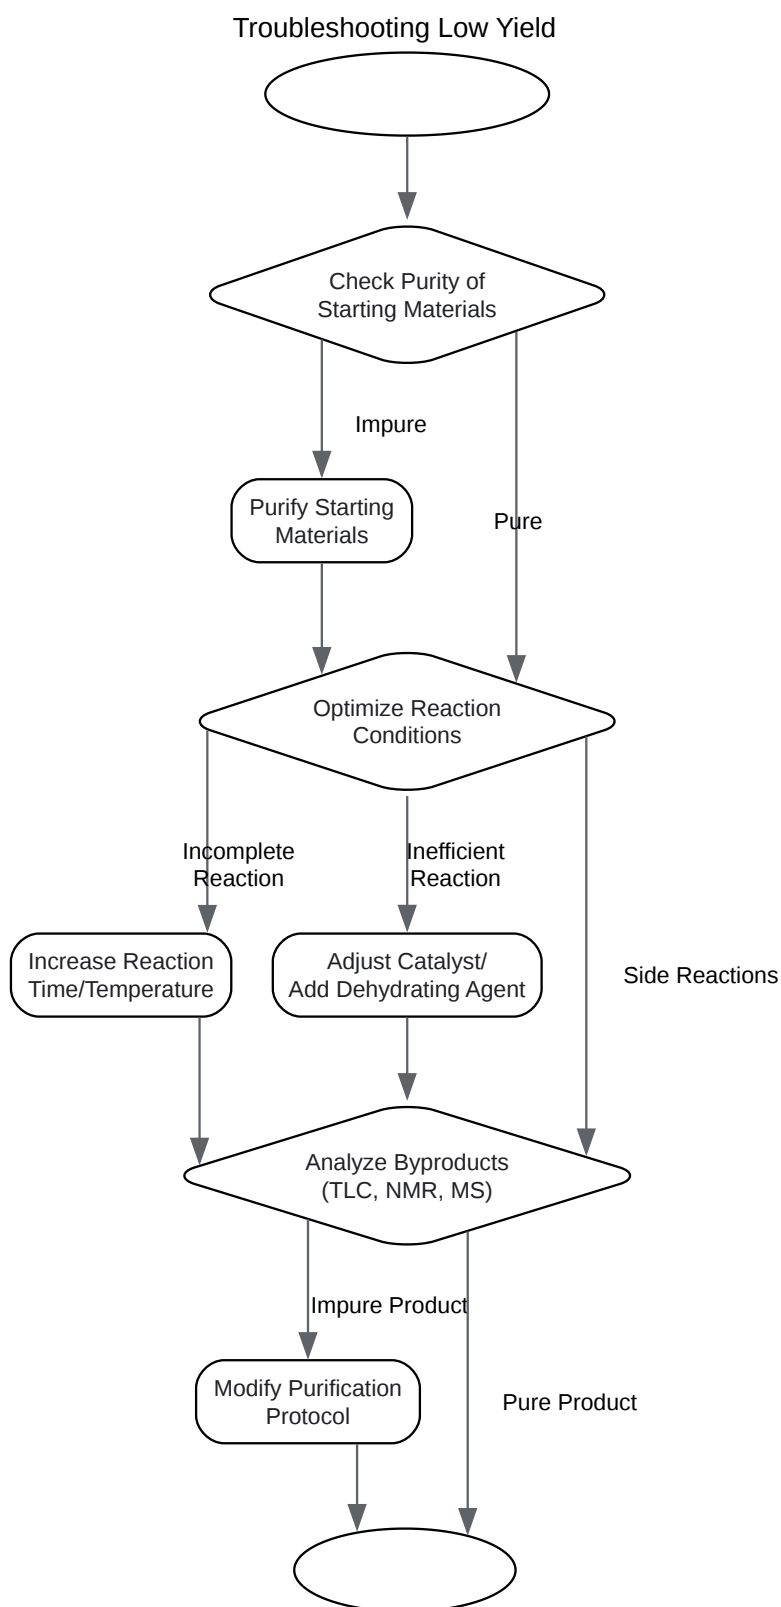 Troubleshooting Low Yield
Check Purity of
Starting Materials
Impure
Purify Starting
Materials
Pure
Optimize Reaction
Conditions
Incomplete
Reaction
Inefficient
Reaction
Increase Reaction
Time/Temperature
Adjust Catalyst/
Add Dehydrating Agent
Side Reactions
Analyze Byproducts
(TLC, NMR, MS)
Impure Product
Modify Purification
Protocol
Pure Product